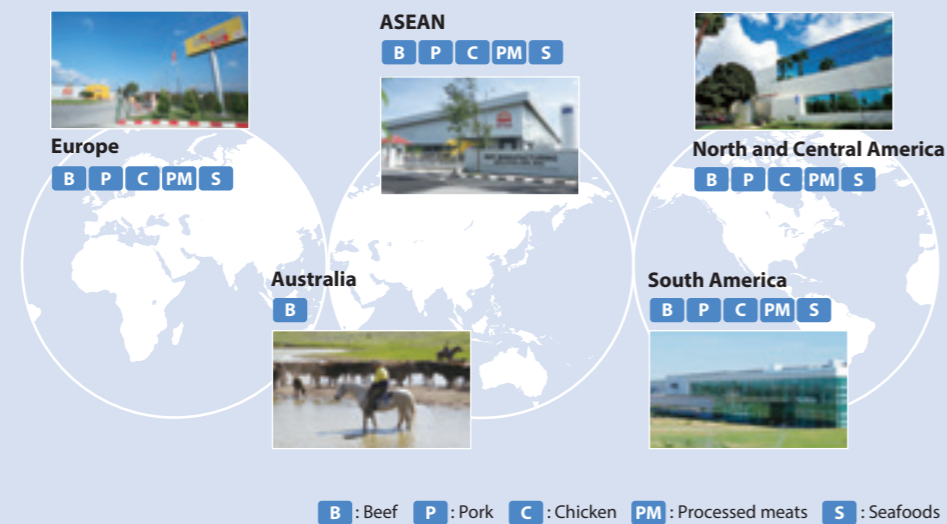 ASEAN
B P C PM S
Europe
B P C PM S
North and Central America
B P C PM S
Australia
B
South America
B P C PM S
B : Beef P : Pork C : Chicken PM : Processed meats S : Seafoods